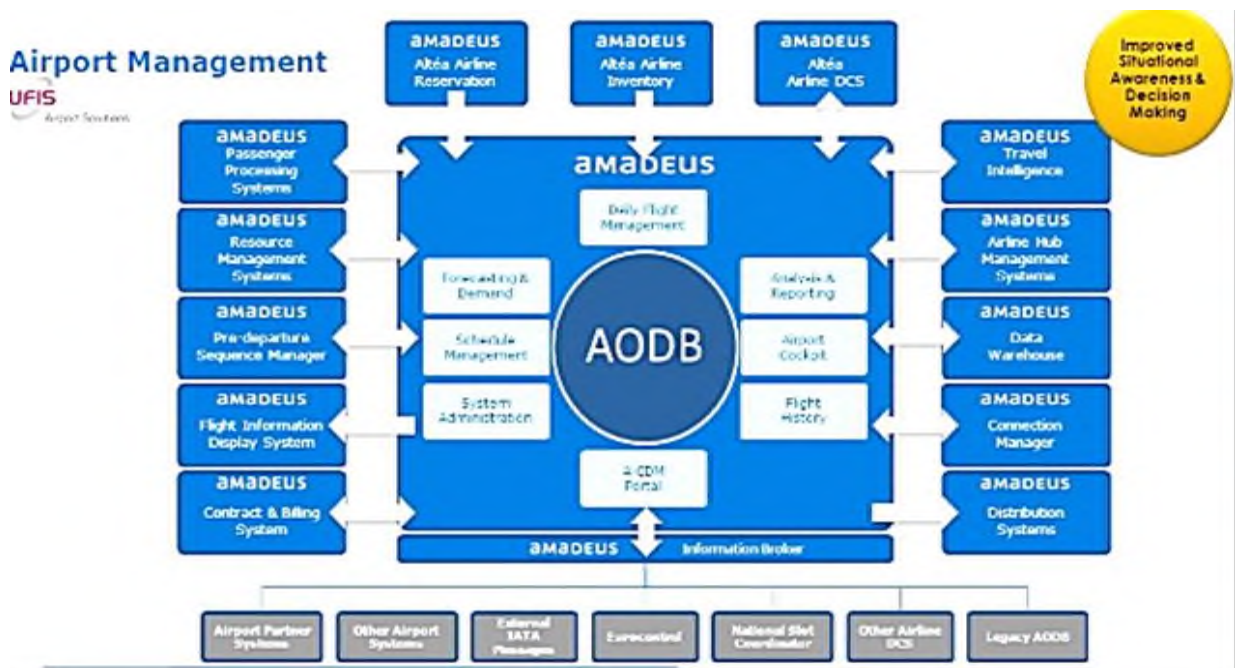 Airport Management
UFIS
Airport Solutions
aMaDEUS
Altéa Airline
Reservation
aMaDEUS
Altéa Airline
Inventory
aMaDEUS
Altéa
Airline DCS
Improved
Situational
Awareness &
Decision
Making
aMaDEUS
Passenger
Processing
Systems
aMaDEUS
Resource
Management
Systems
aMaDEUS
Pre-departure
Sequence Manager
aMaDEUS
Flight Information
Display System
aMaDEUS
Contract & Billing
System
aMaDEUS
Daily Flight
Management
Forecasting &
Demand
Schedule
Management
System
Administration
AODB
Analysis &
Reporting
Airport
Cockpit
Flight
History
A-CDM
Portal
aMaDEUS Information Broker
aMaDEUS
Travel
Intelligence
aMaDEUS
Airline Hub
Management
Systems
aMaDEUS
Data
Warehouse
aMaDEUS
Connection
Manager
aMaDEUS
Distribution
Systems
Airport Partner
Systems
Other Airport
Systems
External
IATA
Messages
Eurocontrol
National Slot
Coordinator
Other Airline
DCS
Legacy AODB